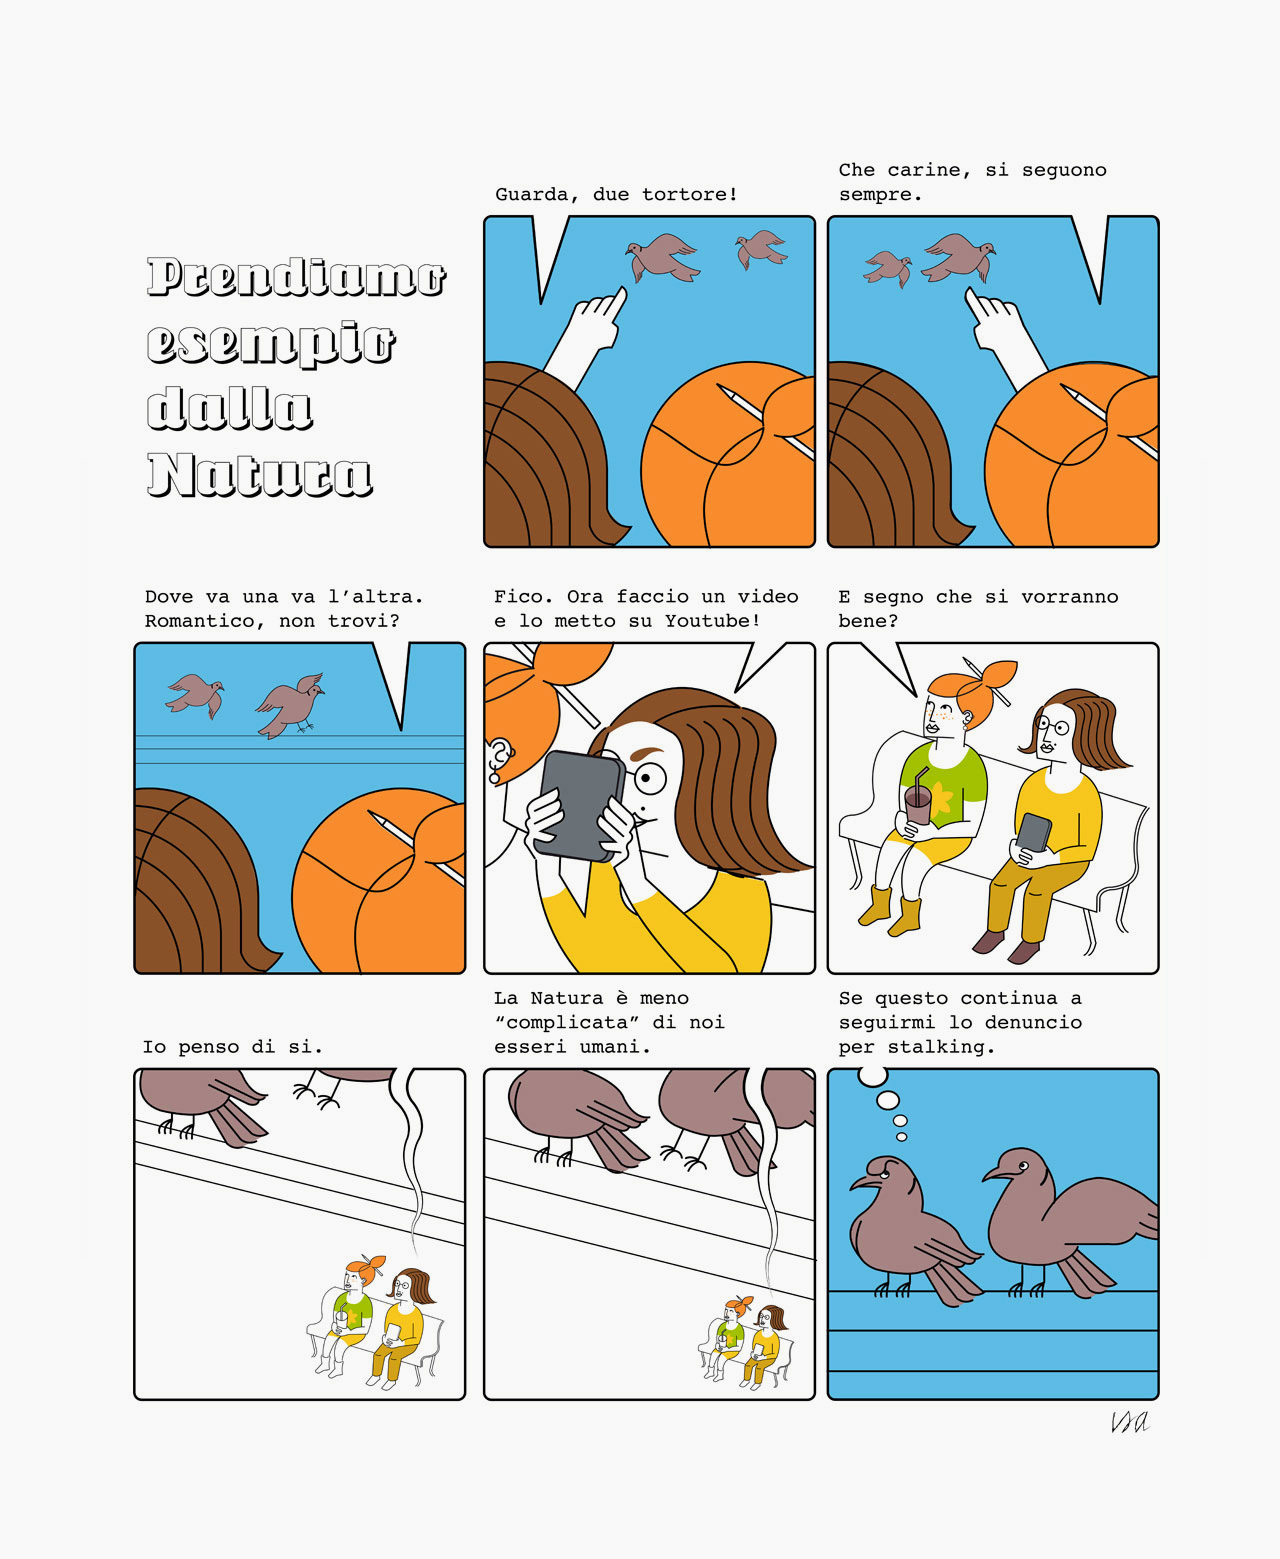 Prendiamo
esempio
dalla
Natura
Guarda, due tortore!
Che carine, si seguono
sempre.
Dove va una va l’altra.
Romantico, non trovi?
Fico. Ora faccio un video
e lo metto su Youtube!
E segno che si vorranno
bene?
Io penso di si.
La Natura è meno
“complicata” di noi
esseri umani.
Se questo continua a
seguirmi lo denuncio
per stalking.